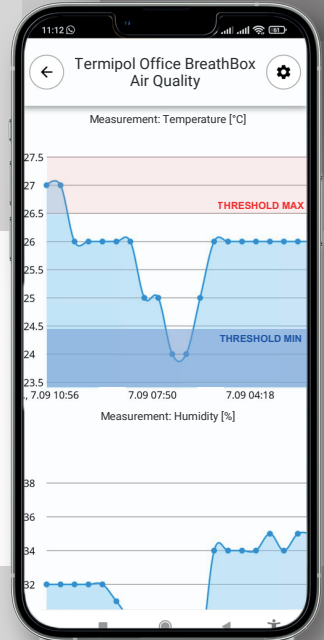 11:12
61
Termipol Office BreathBox
Air Quality
Measurement: Temperature [°C]
27.5
27
THRESHOLD MAX
26.5
26
25.5
25
24.5
THRESHOLD MIN
24
23.5
7.09 10:56 7.09 07:50 7.09 04:18
Measurement: Humidity [%]
38
36
34
32